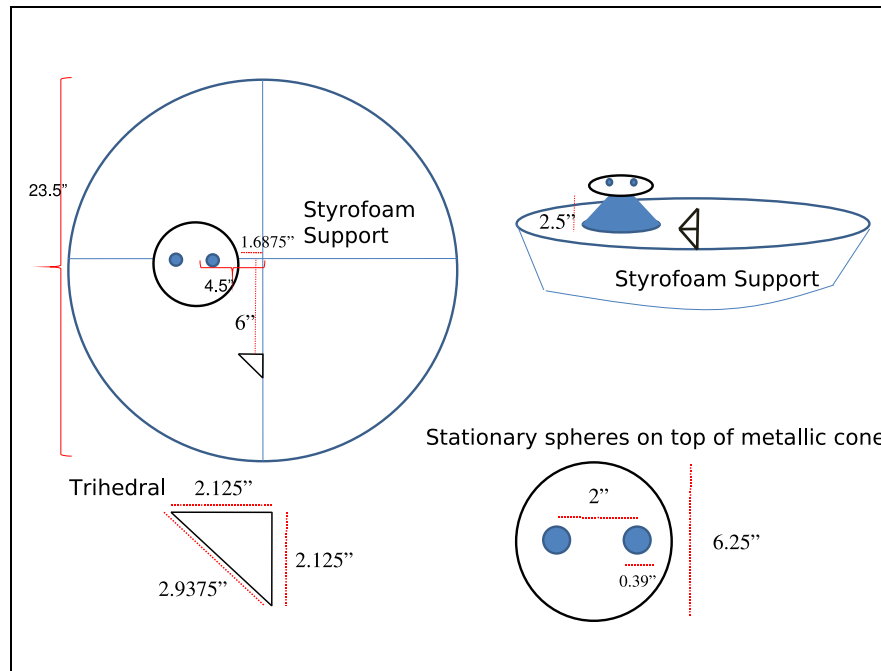 23.5”
Styrofoam
Support
1.6875”
4.5”
6”
2.5”
Styrofoam Support
Trihedral
2.125”
2.125”
2.9375”
Stationary spheres on top of metallic cone
2”
6.25”
0.39”